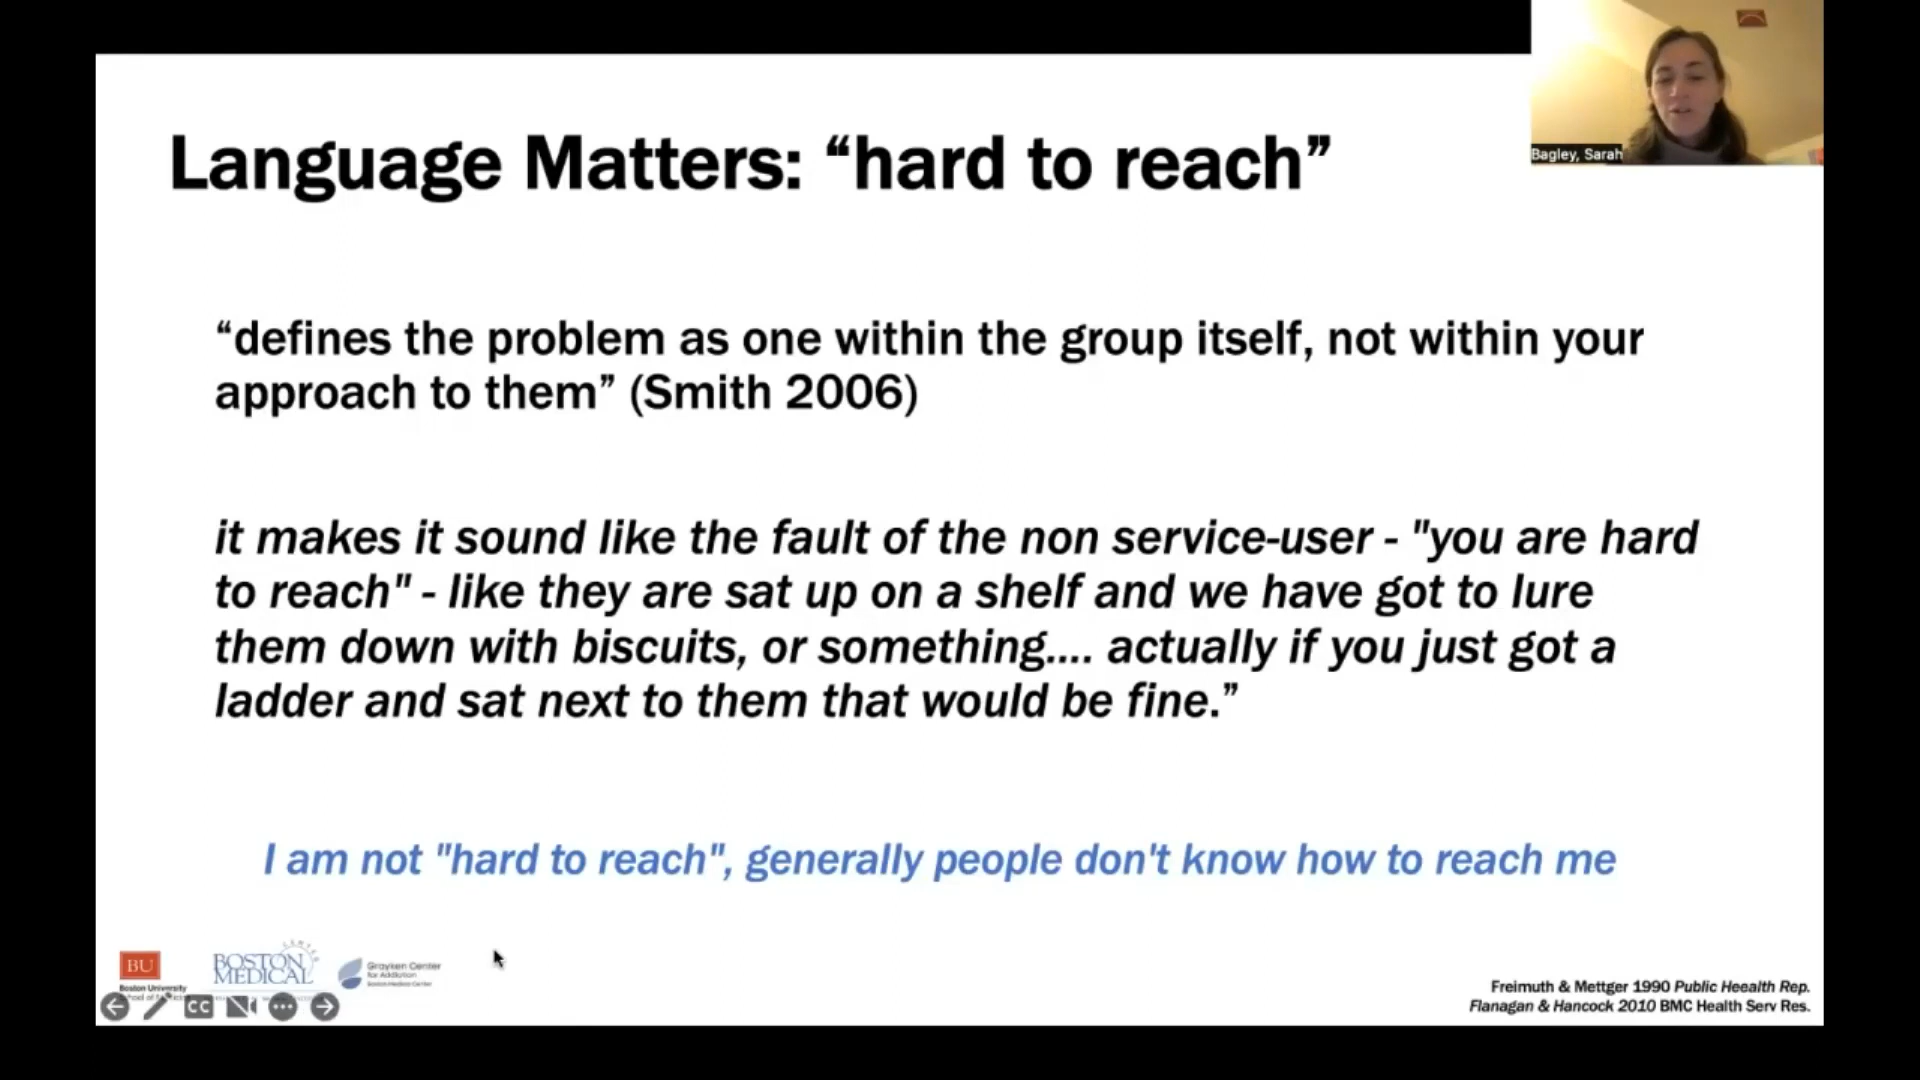 Bagley, Sarah
Language Matters: “hard to reach”
“defines the problem as one within the group itself, not within your
approach to them” (Smith 2006)
it makes it sound like the fault of the non service-user - "you are hard
to reach" - like they are sat up on a shelf and we have got to lure
them down with biscuits, or something.... actually if you just got a
ladder and sat next to them that would be fine.”
I am not "hard to reach", generally people don't know how to reach me
BU
Boston University
BOSTON
MEDICAL
CENTER
Grayken Center
for Addiction
Boston Medical Center
CC
Freimuth & Mettger 1990 Public Heealth Rep.
Flanagan & Hancock 2010 BMC Health Serv Res.